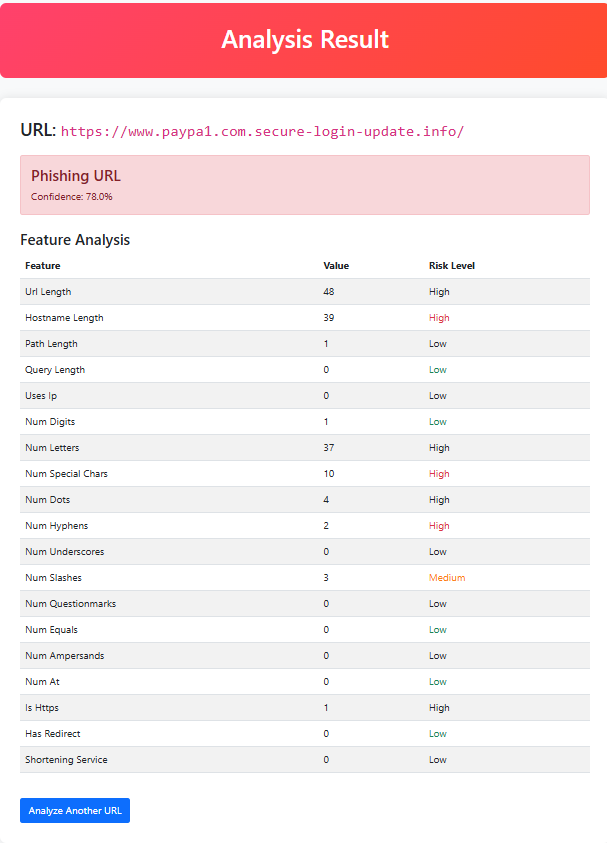 Analysis Result
URL: https://www.paypa1.com.secure-login-update.info/
Phishing URL
Confidence: 78.0%
Feature Analysis
Feature Value Risk Level
Url Length 48 High
Hostname Length 39 High
Path Length 1 Low
Query Length 0 Low
Uses Ip 0 Low
Num Digits 1 Low
Num Letters 37 High
Num Special Chars 10 High
Num Dots 4 High
Num Hyphens 2 High
Num Underscores 0 Low
Num Slashes 3 Medium
Num Questionmarks 0 Low
Num Equals 0 Low
Num Ampersands 0 Low
Num At 0 Low
Is Https 1 High
Has Redirect 0 Low
Shortening Service 0 Low
Analyze Another URL